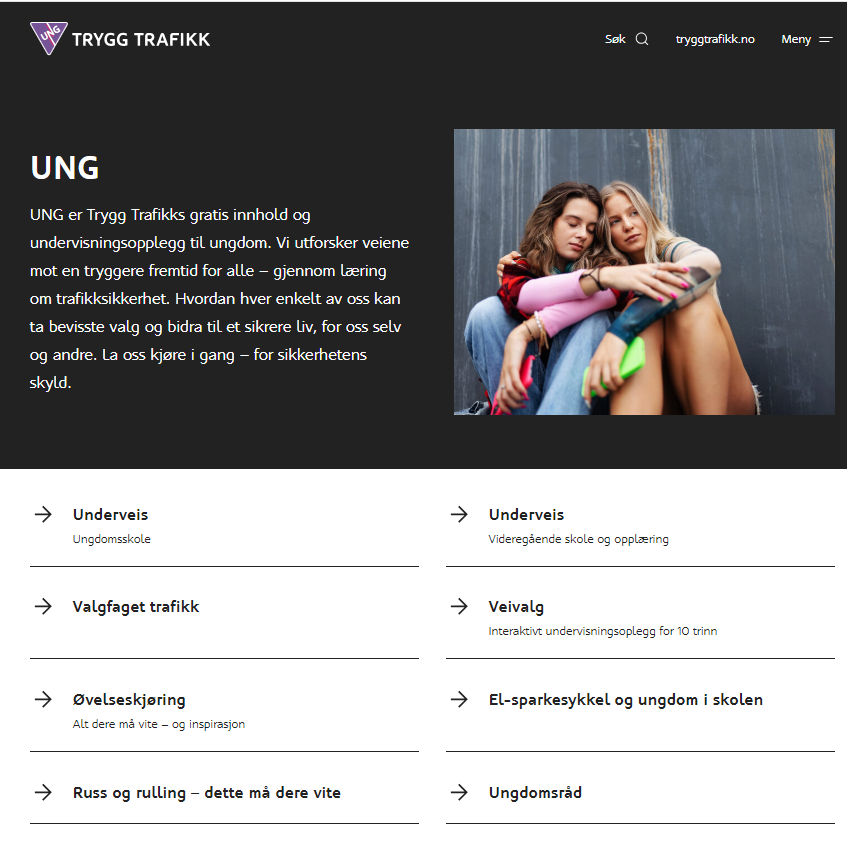 UNG
TRYGG TRAFIKK
Søk
tryggtrafikk.no
Meny
UNG
UNG er Trygg Trafikks gratis innhold og
undervisningsopplegg til ungdom. Vi utforsker veiene
mot en tryggere fremtid for alle – gjennom læring
om trafikksikkerhet. Hvordan hver enkelt av oss kan
ta bevisste valg og bidra til et sikrere liv, for oss selv
og andre. La oss kjøre i gang – for sikkerhetens
skyld.
Underveis
Ungdomsskole
Underveis
Videregående skole og opplæring
Valgfaget trafikk
Veivalg
Interaktivt undervisningsoplegg for 10 trinn
Øvelseskjøring
Alt dere må vite – og inspirasjon
El-sparkesykkel og ungdom i skolen
Russ og rulling – dette må dere vite
Ungdomsråd